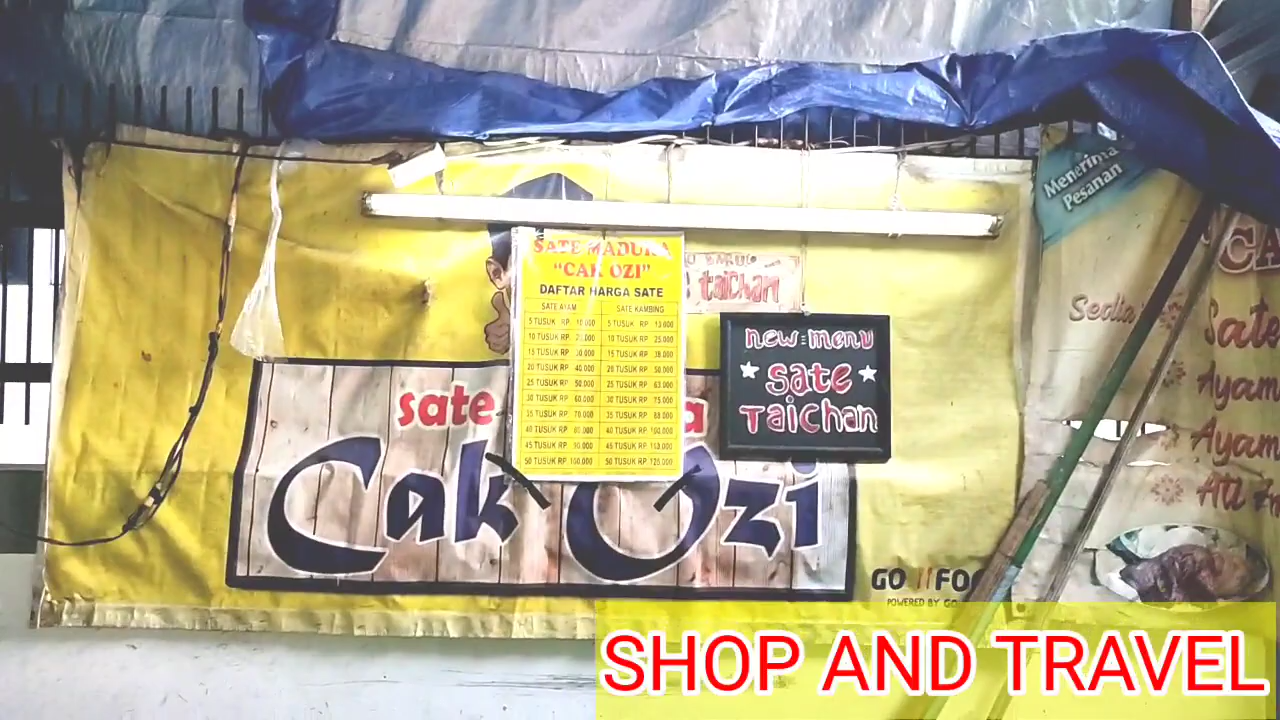 Menerima
Pesanan
SATE MADURA
"CAK OZI"
DAFTAR HARGA SATE
SATE AYAM SATE KAMBING
5 TUSUK RP 10.000 5 TUSUK RP 13.000
10 TUSUK RP 20.000 10 TUSUK RP 25.000
15 TUSUK RP 30.000 15 TUSUK RP 38.000
20 TUSUK RP 40.000 20 TUSUK RP 50.000
25 TUSUK RP 50.000 25 TUSUK RP 63.000
30 TUSUK RP 60.000 30 TUSUK RP 75.000
35 TUSUK RP 70.000 35 TUSUK RP 88.000
40 TUSUK RP 80.000 40 TUSUK RP 100.000
45 TUSUK RP 90.000 45 TUSUK RP 113.000
50 TUSUK RP 100.000 50 TUSUK RP 125.000
taiChan
new menu
sate
TaiChan
sate
Cak Ozi
GO FOO
POWERED BY GO
Sedia
Sate
Ayam
Ayam
Ati
SHOP AND TRAVEL